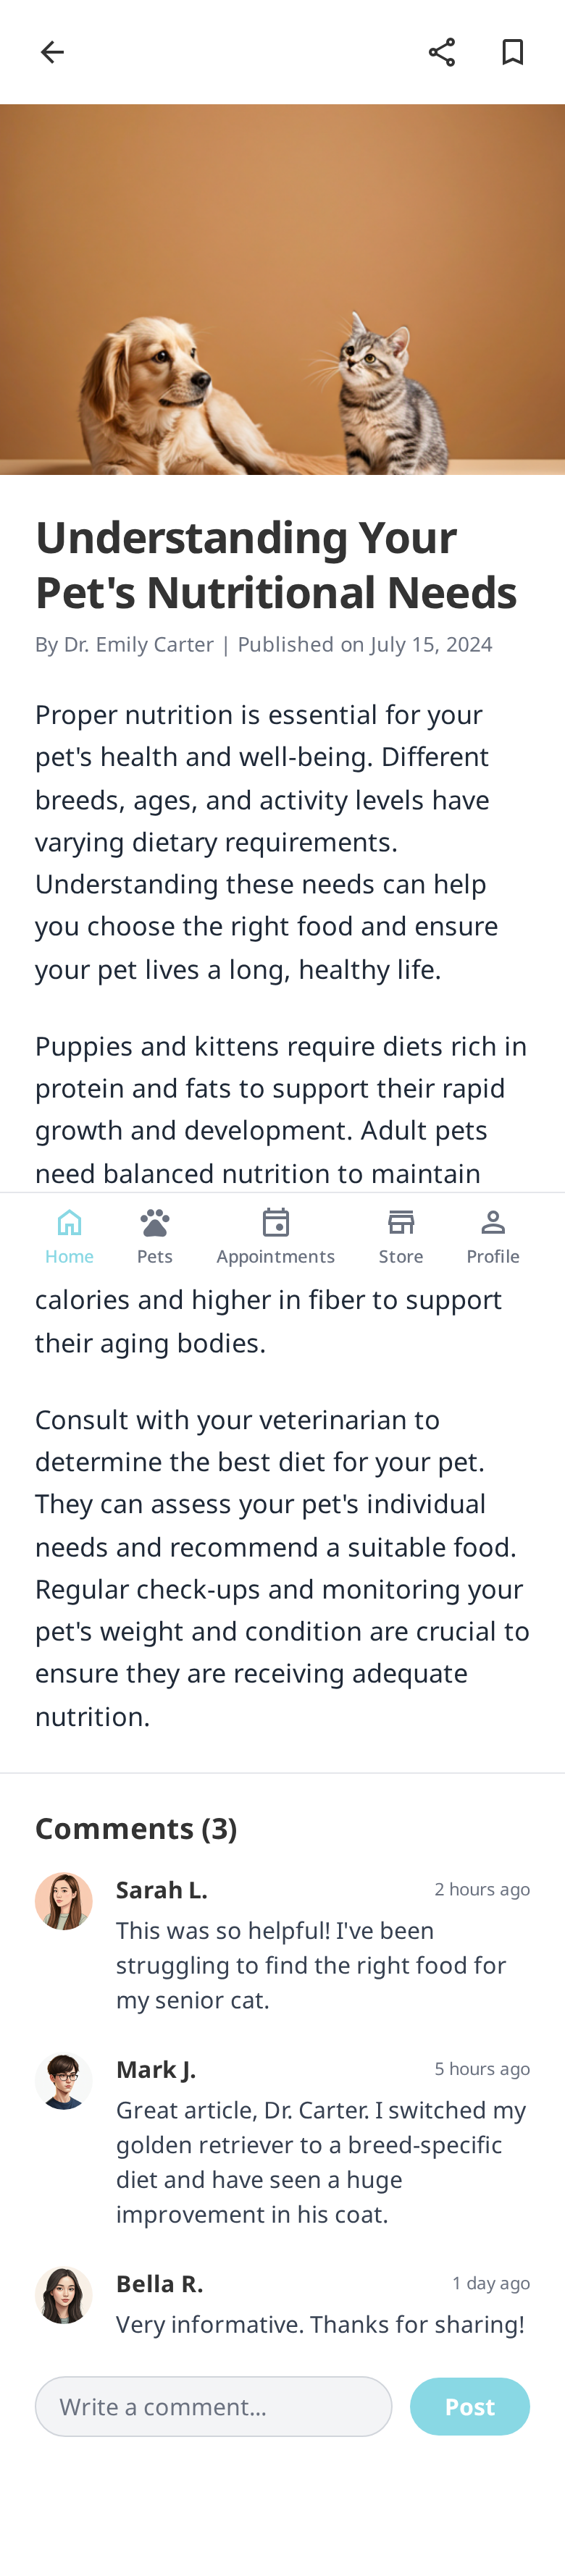 Understanding Your
Pet's Nutritional Needs
By Dr. Emily Carter | Published on July 15, 2024
Proper nutrition is essential for your
pet's health and well-being. Different
breeds, ages, and activity levels have
varying dietary requirements.
Understanding these needs can help
you choose the right food and ensure
your pet lives a long, healthy life.
Puppies and kittens require diets rich in
protein and fats to support their rapid
growth and development. Adult pets
need balanced nutrition to maintain
Home
Pets
Appointments
Store
Profile
calories and higher in fiber to support
their aging bodies.
Consult with your veterinarian to
determine the best diet for your pet.
They can assess your pet's individual
needs and recommend a suitable food.
Regular check-ups and monitoring your
pet's weight and condition are crucial to
ensure they are receiving adequate
nutrition.
Comments (3)
Sarah L.
2 hours ago
This was so helpful! I've been
struggling to find the right food for
my senior cat.
Mark J.
5 hours ago
Great article, Dr. Carter. I switched my
golden retriever to a breed-specific
diet and have seen a huge
improvement in his coat.
Bella R.
1 day ago
Very informative. Thanks for sharing!
Write a comment...
Post